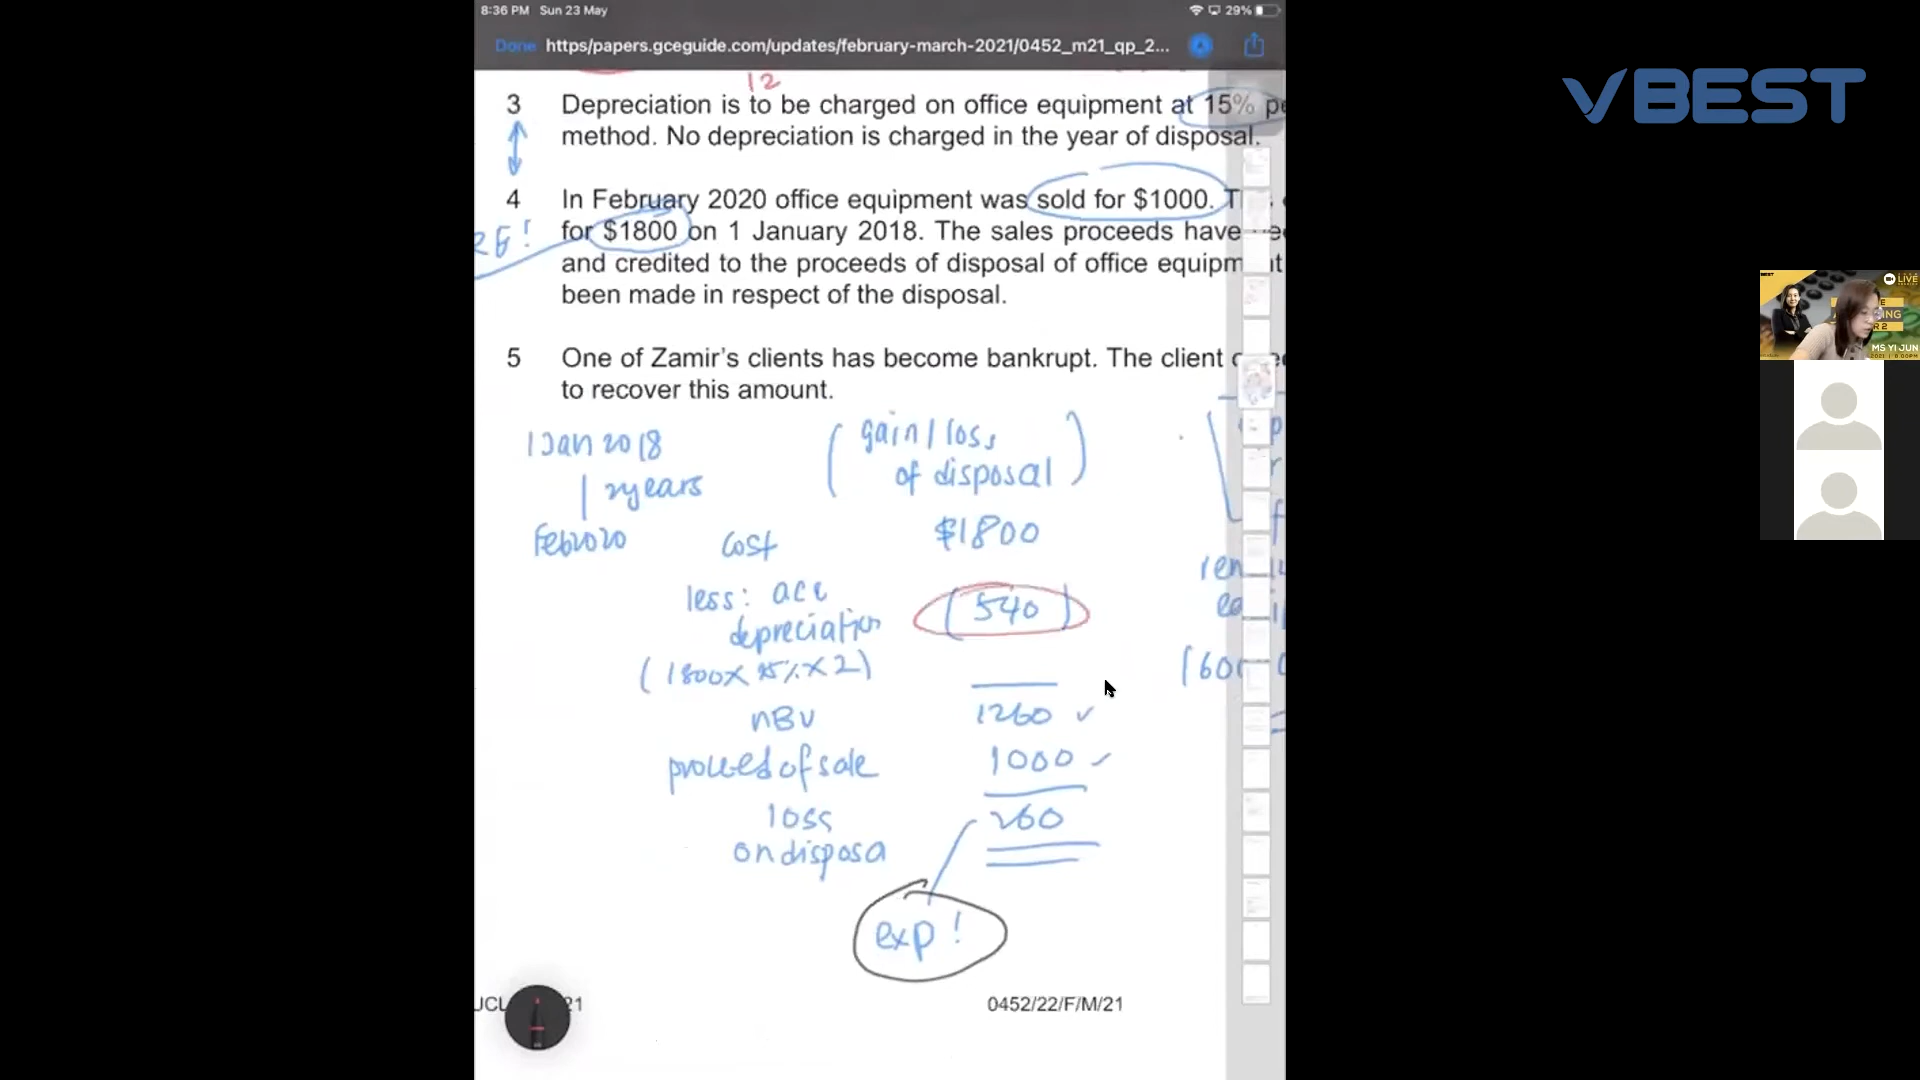 8:36 PM Sun 23 May
29%
Done https/papers.gceguide.com/updates/february-march-2021/0452_m21_qp_2...
VBEST
12
3 Depreciation is to be charged on office equipment at 15%
method. No depreciation is charged in the year of disposal.
4 In February 2020 office equipment was sold for $1000.
for $1800 on 1 January 2018. The sales proceeds have
and credited to the proceeds of disposal of office
been made in respect of the disposal.
5 One of Zamir's clients has become bankrupt. The client
to recover this amount.
1 Jan 2018
2 years
Feb 2020
( gain / loss
of disposal )
cost $1800
less: acc
depreciation (540)
(1800 x 15% x 2)
NBV 1260
proceed of sale 1000
loss 260
on disposa
exp!
21
0452/22/F/M/21
LIVE
MS YI JUN